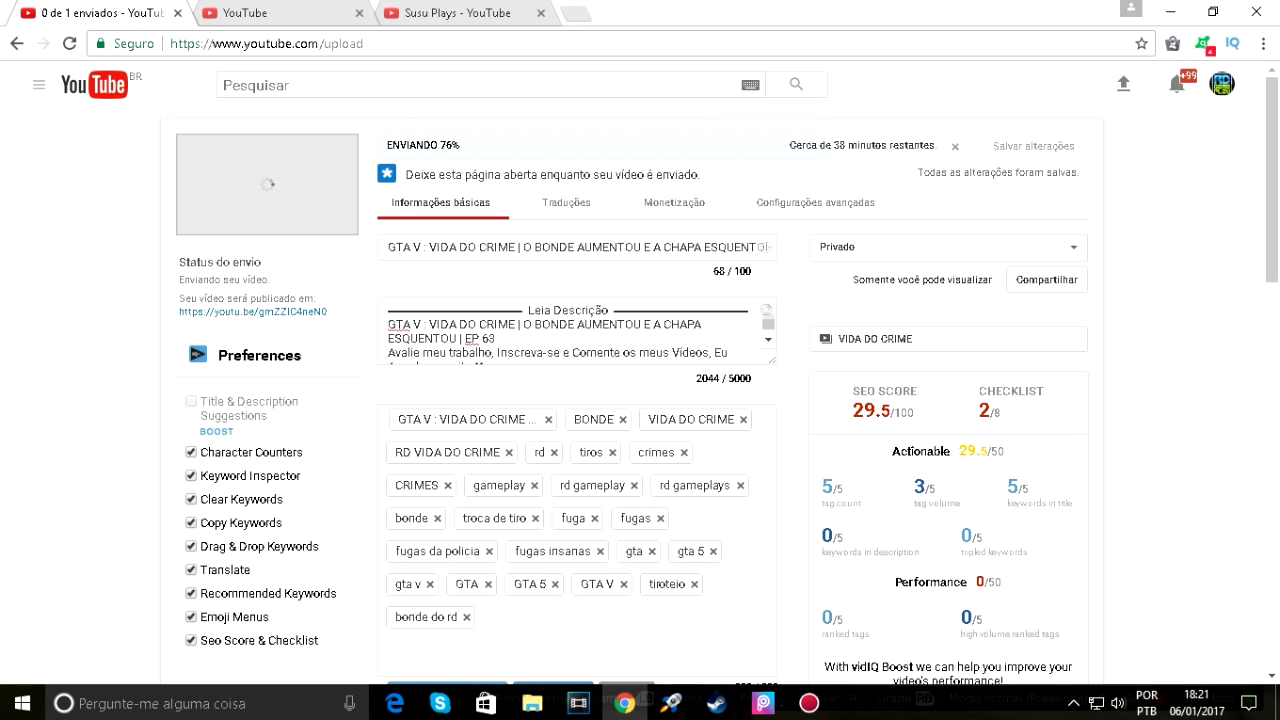 0 de 1 enviados - YouTub
YouTube
Susu Plays - YouTube
Seguro
https://www.youtube.com/upload
IQ
YouTube
BR
Pesquisar
+99
ENVIANDO 76%
Cerca de 38 minutos restantes.
Salvar alterações
Deixe esta página aberta enquanto seu vídeo é enviado.
Todas as alterações foram salvas.
Informações básicas
Traduções
Monetização
Configurações avançadas
GTA V : VIDA DO CRIME | O BONDE AUMENTOU E A CHAPA ESQUENTO
68 / 100
Privado
Somente você pode visualizar
Compartilhar
Status do envio
Enviando seu vídeo.
Seu vídeo será publicado em:
https://youtu.be/gmZZIC4neN0
Leia Descrição
GTA V : VIDA DO CRIME | O BONDE AUMENTOU E A CHAPA
ESQUENTOU | EP 63
Avalie meu trabalho, Inscreva-se e Comente os meus Vídeos, Eu
2044 / 5000
VIDA DO CRIME
Preferences
Title & Description
Suggestions
BOOST
Character Counters
Keyword Inspector
Clear Keywords
Copy Keywords
Drag & Drop Keywords
Translate
Recommended Keywords
Emoji Menus
Seo Score & Checklist
GTA V : VIDA DO CRIME ... BONDE VIDA DO CRIME
RD VIDA DO CRIME rd tiros crimes
CRIMES gameplay rd gameplay rd gameplays
bonde troca de tiro fuga fugas
fugas da policia fugas insanas gta gta 5
gta v GTA GTA 5 GTA V tiroteio
bonde do rd
SEO SCORE
29.5/100
CHECKLIST
2/8
Actionable 29.5/50
5/5
tag count
3/5
tag volume
5/5
keywords in title
0/5
keywords in description
0/5
tripled keywords
Performance 0/50
0/5
ranked tags
0/5
high volume ranked tags
With vidIQ Boost we can help you improve your
video's performance!
Pergunte-me alguma coisa
POR
PTB
18:21
06/01/2017